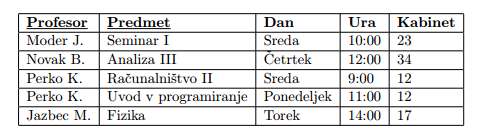 Profesor Predmet Dan Ura Kabinet
Moder J. Seminar I Sreda 10:00 23
Novak B. Analiza III Četrtek 12:00 34
Perko K. Računalništvo II Sreda 9:00 12
Perko K. Uvod v programiranje Ponedeljek 11:00 12
Jazbec M. Fizika Torek 14:00 17